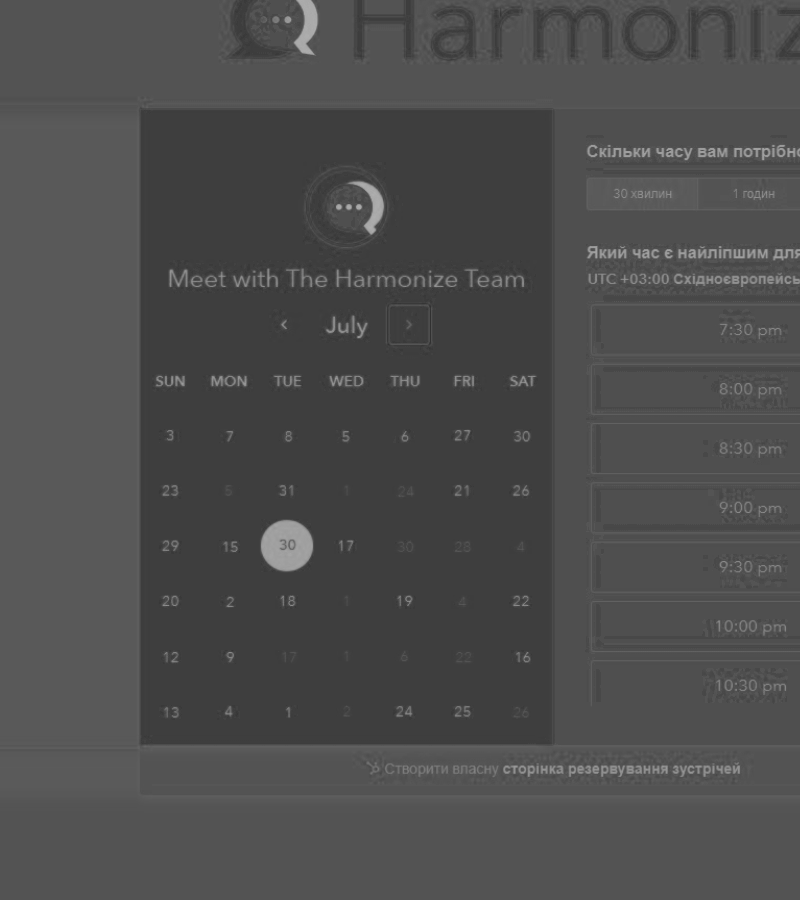 Harmoniz
Meet with The Harmonize Team
‹ July ›
SUN MON TUE WED THU FRI SAT
3 7 8 5 6 27 30
23 5 31 1 24 21 26
29 15 30 17 30 28 4
20 2 18 1 19 4 22
12 9 17 1 6 22 16
13 4 1 2 24 25 26
Скільки часу вам потрібно
30 хвилин 1 годин
Який час є найліпшим для
UTC +03:00 Східноєвропейсь
7:30 pm
8:00 pm
8:30 pm
9:00 pm
9:30 pm
10:00 pm
10:30 pm
Створити власну сторінка резервування зустрічей